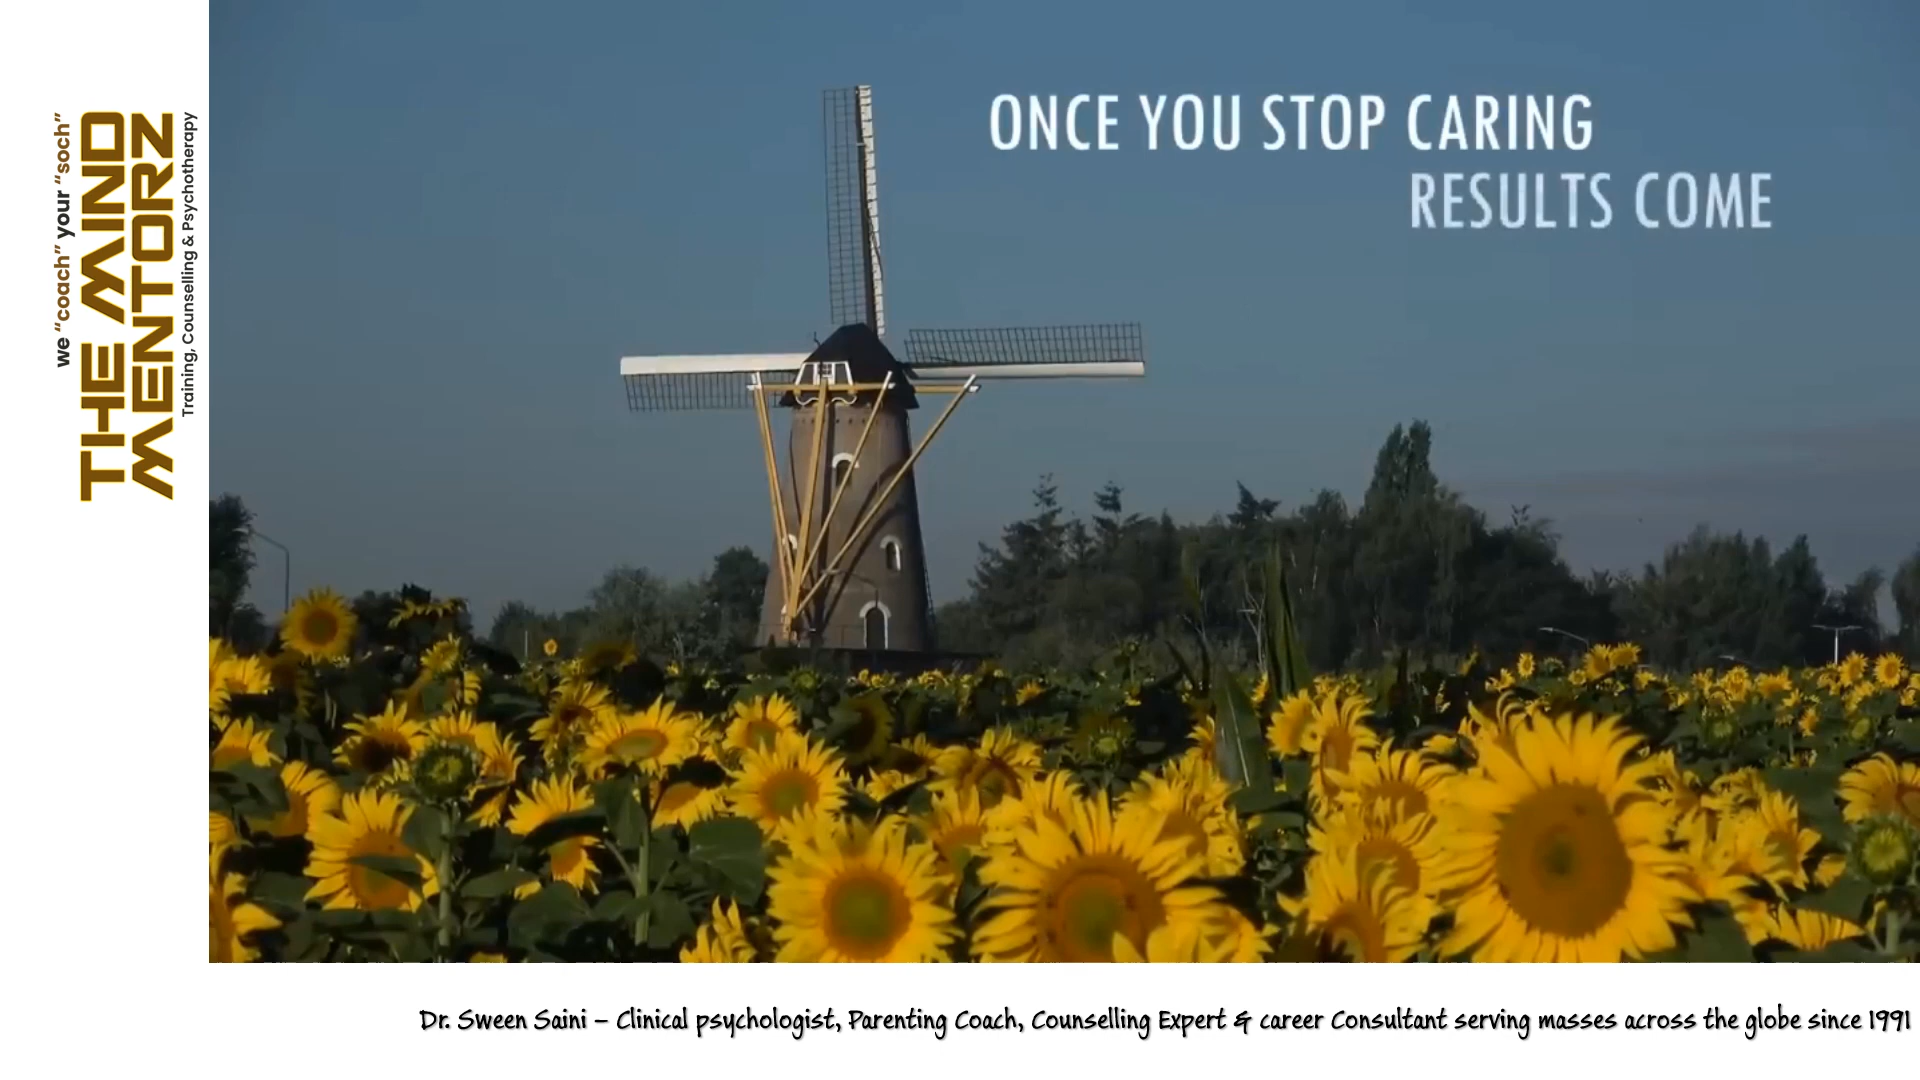 we “coach” your “soch”
THE MIND
MENTORZ
Training, Counselling & Psychotherapy
ONCE YOU STOP CARING
RESULTS COME
Dr. Sween Saini – Clinical psychologist, Parenting Coach, Counselling Expert & career Consultant serving masses across the globe since 1991